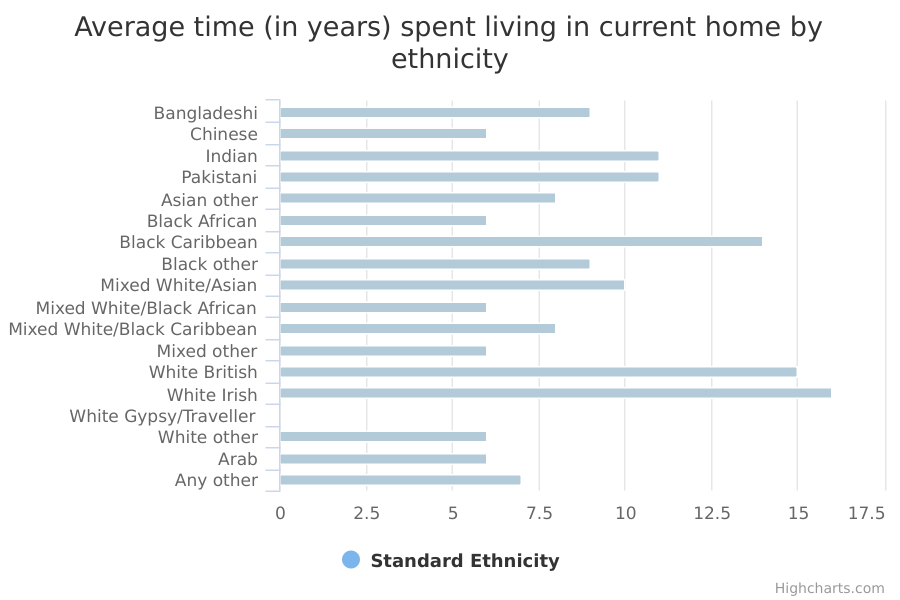 Average time (in years) spent living in current home by
ethnicity
Bangladeshi
Chinese
Indian
Pakistani
Asian other
Black African
Black Caribbean
Black other
Mixed White/Asian
Mixed White/Black African
Mixed White/Black Caribbean
Mixed other
White British
White Irish
White Gypsy/Traveller
White other
Arab
Any other
0 2.5 5 7.5 10 12.5 15 17.5
Standard Ethnicity
Highcharts.com